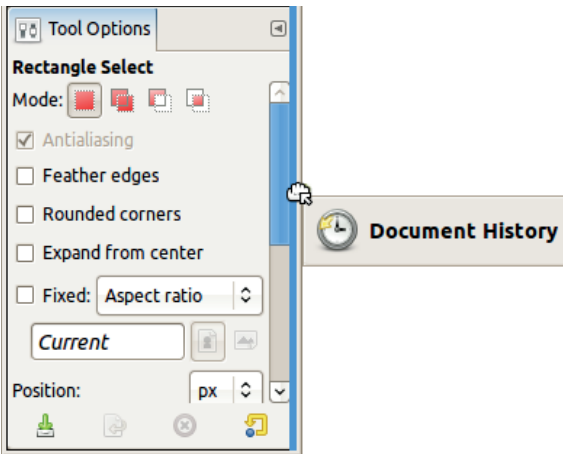 Tool Options
Rectangle Select
Mode:
Antialiasing
Feather edges
Rounded corners
Document History
Expand from center
Fixed: Aspect ratio
Current
Position: px